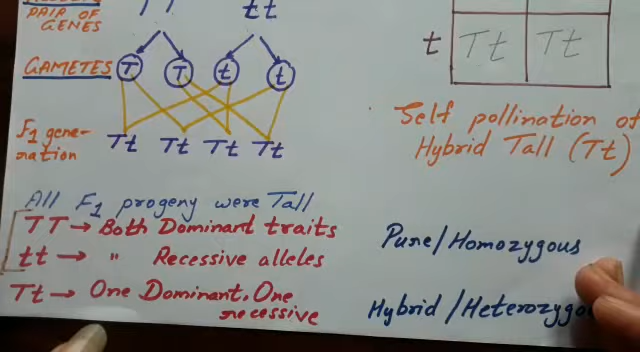 PAIR OF
GENES
TT tt
GAMETES T T t t
F1 gene-
ration Tt Tt Tt Tt
t Tt Tt
Self pollination of
Hybrid Tall (Tt)
All F1 progeny were Tall
TT → Both Dominant traits
tt → " Recessive alleles
Pure/Homozygous
Tt → One Dominant, One
recessive
Hybrid/Heterozygo